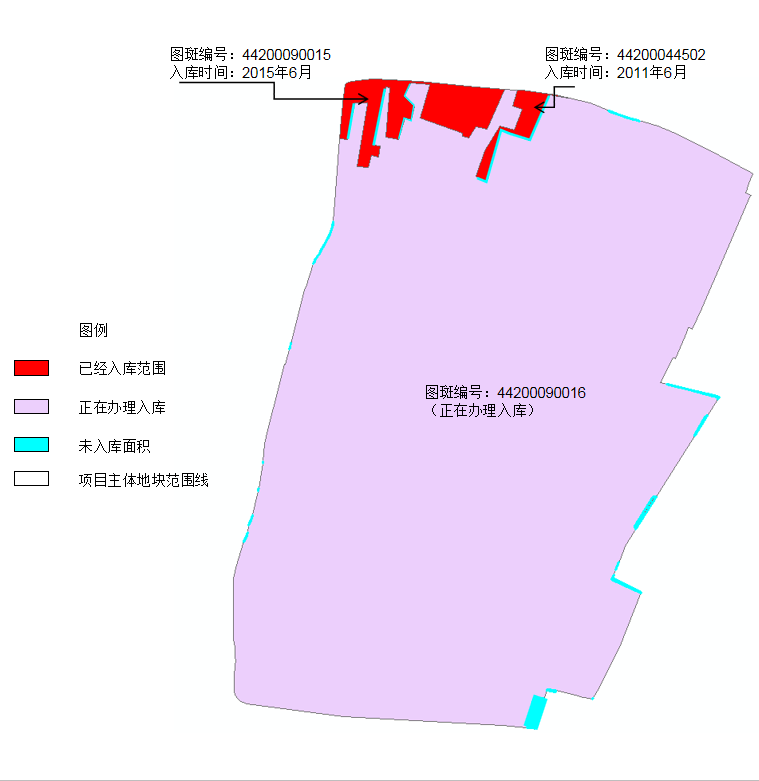 图斑编号：44200090015
入库时间：2015年6月
图斑编号：44200044502
入库时间：2011年6月
图例
已经入库范围
正在办理入库
未入库面积
项目主体地块范围线
图斑编号：44200090016
（正在办理入库）